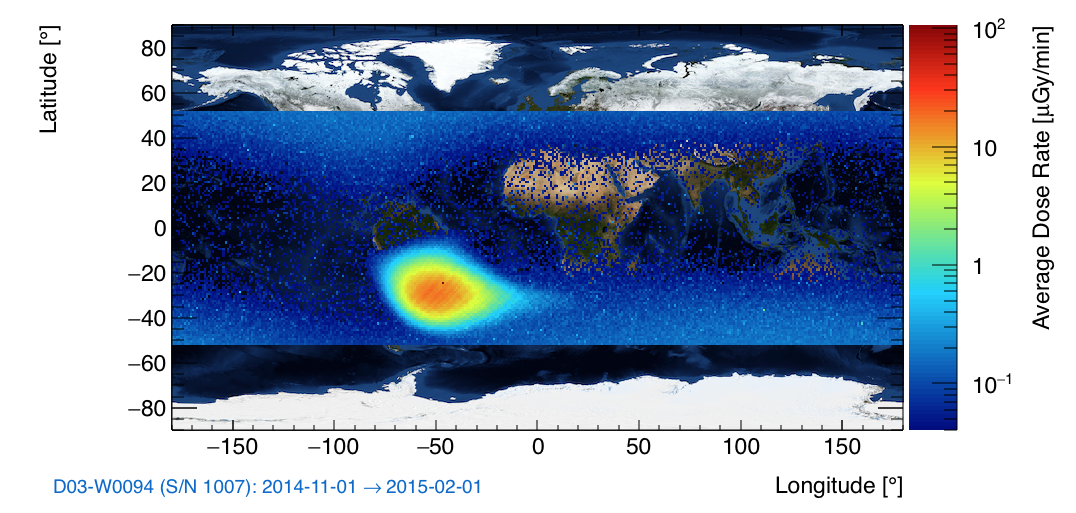 Latitude [°]
80
60
40
20
0
−20
−40
−60
−80
−150 −100 −50 0 50 100 150
Longitude [°]
10²
10
1
10⁻¹
Average Dose Rate [μGy/min]
D03-W0094 (S/N 1007): 2014-11-01 → 2015-02-01